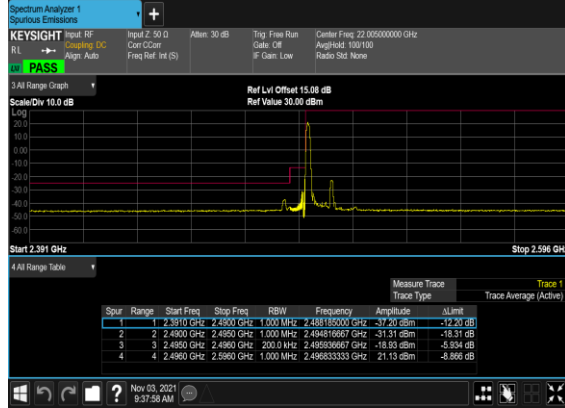 Spectrum Analyzer 1
Spurious Emissions
+
KEYSIGHT Input: RF Input Z: 50 Ω Atten: 30 dB Trig: Free Run Center Freq: 22.005000000 GHz
RL Coupling: DC Corr CCorr Gate: Off Avg|Hold: 100/100
Align: Auto Freq Ref: Int (S) IF Gain: Low Radio Std: None
PASS
3 All Range Graph
Ref Lvl Offset 15.08 dB
Scale/Div 10.0 dB Ref Value 30.00 dBm
Log
20.0
10.0
0.00
-10.0
-20.0
-30.0
-40.0
-50.0
-60.0
Start 2.391 GHz Stop 2.596 GH
4 All Range Table
Measure Trace Trace 1
Trace Type Trace Average (Active)
Spur Range Start Freq Stop Freq RBW Frequency Amplitude ΔLimit
1 1 2.3910 GHz 2.4900 GHz 1.000 MHz 2.488185000 GHz -37.20 dBm -12.20 dB
2 2 2.4900 GHz 2.4950 GHz 1.000 MHz 2.494816667 GHz -31.31 dBm -18.31 dB
3 3 2.4950 GHz 2.4960 GHz 200.0 kHz 2.495936667 GHz -18.93 dBm -5.934 dB
4 4 2.4960 GHz 2.5960 GHz 1.000 MHz 2.496833333 GHz 21.13 dBm -8.866 dB
?
Nov 03, 2021
9:37:58 AM